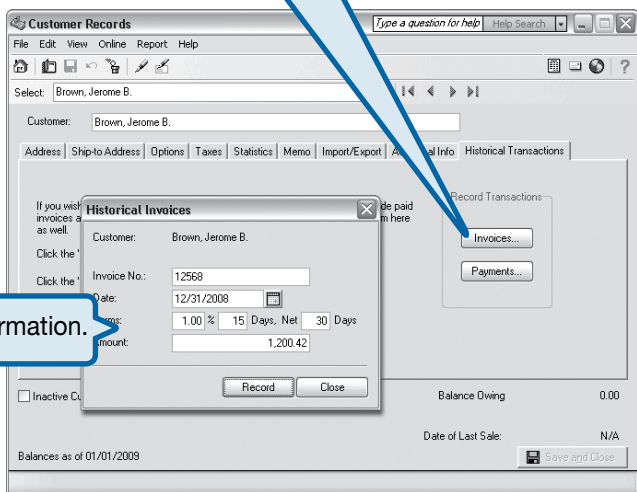 Customer Records
Type a question for help Help Search
File Edit View Online Report Help
Select: Brown, Jerome B.
Customer: Brown, Jerome B.
Address Ship-to Address Options Taxes Statistics Memo Import/Export al Info Historical Transactions
If you wish
de paid
invoices a
m here
as well.
Click the '
Click the '
Record Transactions
Invoices...
Payments...
Historical Invoices
Customer: Brown, Jerome B.
Invoice No.: 12568
Date: 12/31/2008
1.00 % 15 Days, Net 30 Days
mount: 1,200.42
Record Close
rmation.
Inactive Cu
Balance Owing 0.00
Date of Last Sale: N/A
Balances as of 01/01/2009
Save and Close